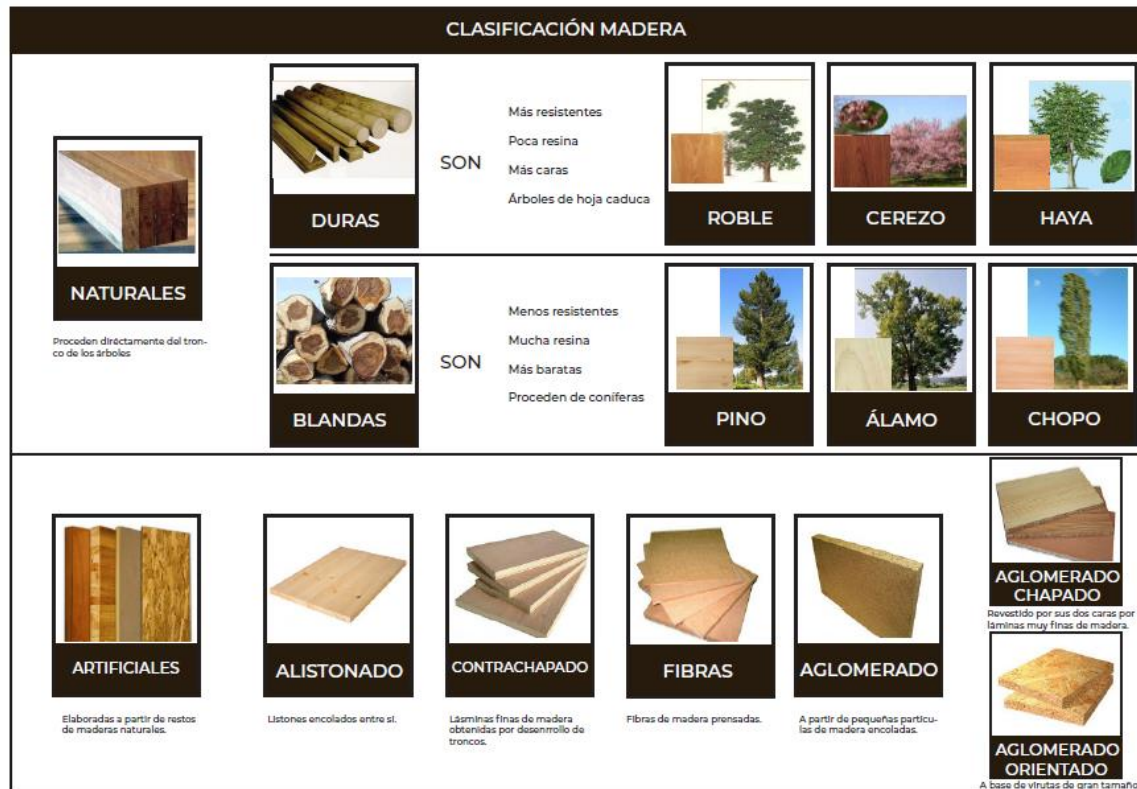 CLASIFICACIÓN MADERA
NATURALES
Proceden diréctamente del tron-
co de los árboles
DURAS
SON
Más resistentes
Poca resina
Más caras
Árboles de hoja caduca
ROBLE
CEREZO
HAYA
BLANDAS
SON
Menos resistentes
Mucha resina
Más baratas
Proceden de coníferas
PINO
ÁLAMO
CHOPO
ARTIFICIALES
Elaboradas a partir de restos
de maderas naturales.
ALISTONADO
Listones encolados entre sí.
CONTRACHAPADO
Lásminas finas de madera
obtenidas por desenrrollo de
troncos.
FIBRAS
Fibras de madera prensadas.
AGLOMERADO
A partir de pequeñas partícu-
las de madera encoladas.
AGLOMERADO
CHAPADO
Revestido por sus dos caras por
láminas muy finas de madera.
AGLOMERADO
ORIENTADO
A base de virutas de gran tamaño